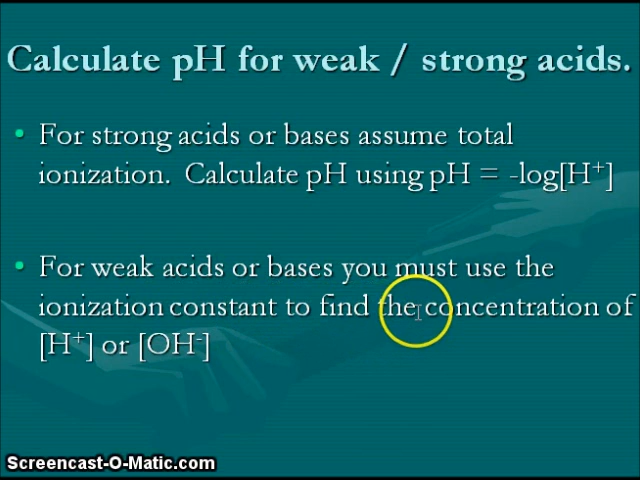 Calculate pH for weak / strong acids.
• For strong acids or bases assume total
ionization. Calculate pH using pH = -log[H⁺]
• For weak acids or bases you must use the
ionization constant to find the concentration of
[H⁺] or [OH⁻]
Screencast-O-Matic.com